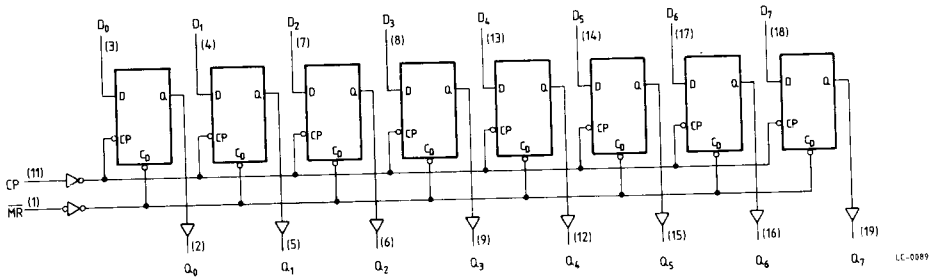 D0 D1 D2 D3 D4 D5 D6 D7
(3) (4) (7) (8) (13) (14) (17) (18)
D Q D Q D Q D Q D Q D Q D Q D Q
CP CP CP CP CP CP CP CP
CD CD CD CD CD CD CD CD
CP (11)
MR (1)
(2) (5) (6) (9) (12) (15) (16) (19)
Q0 Q1 Q2 Q3 Q4 Q5 Q6 Q7
LC-0089